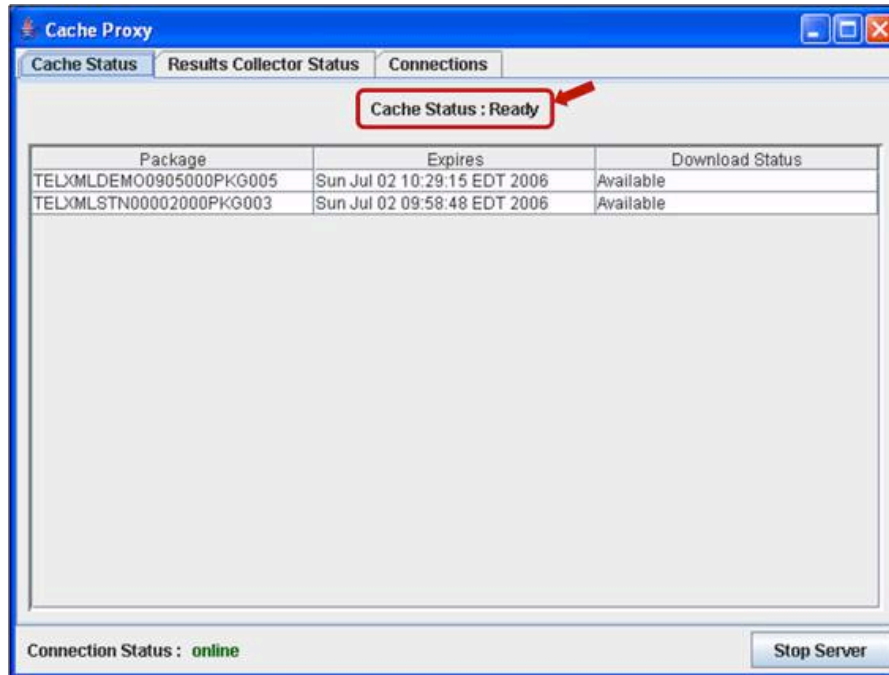 Cache Proxy
Cache Status Results Collector Status Connections
Cache Status : Ready
Package Expires Download Status
TELXMLDEMO0905000PKG005 Sun Jul 02 10:29:15 EDT 2006 Available
TELXMLSTN00002000PKG003 Sun Jul 02 09:58:48 EDT 2006 Available
Connection Status : online Stop Server